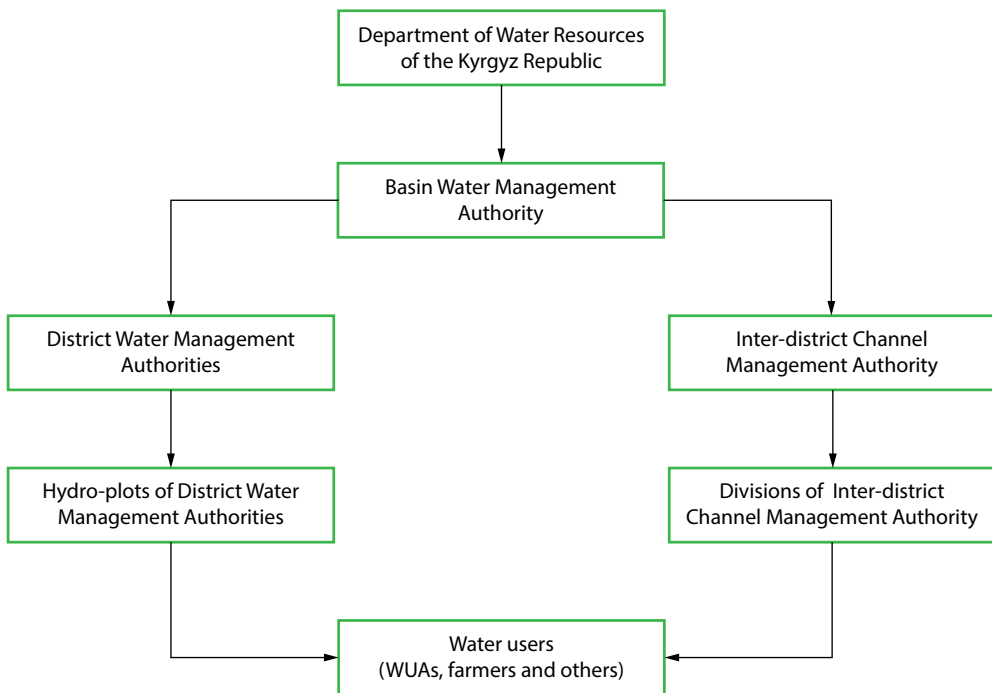 Department of Water Resources
of the Kyrgyz Republic
Basin Water Management
Authority
District Water Management
Authorities
Inter-district Channel
Management Authority
Hydro-plots of District Water
Management Authorities
Divisions of Inter-district
Channel Management Authority
Water users
(WUAs, farmers and others)